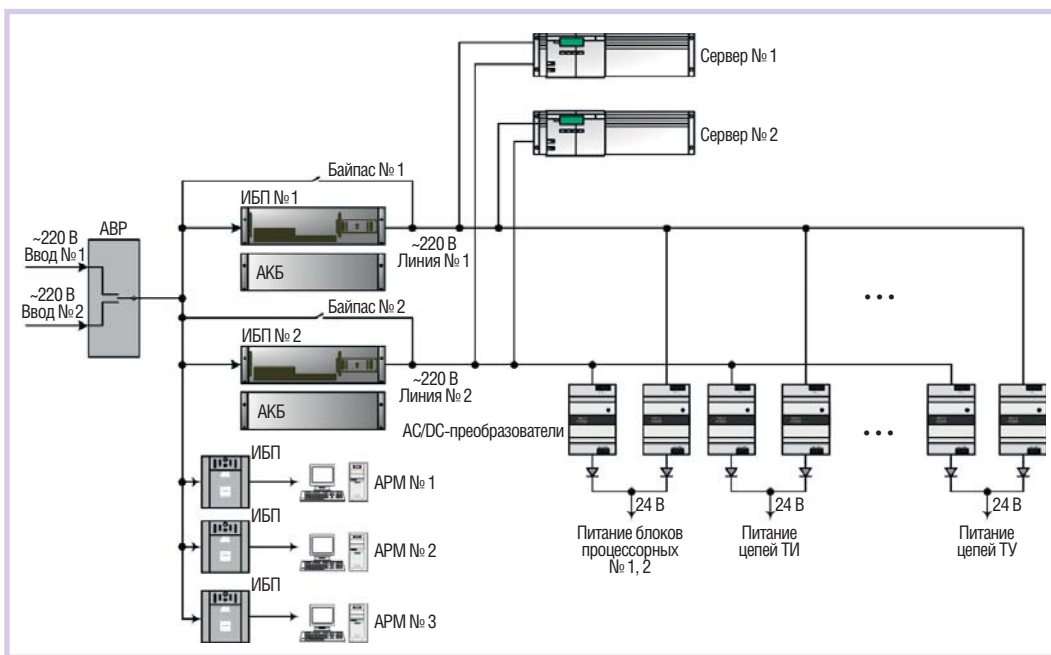 Сервер № 1
Сервер № 2
Байпас № 1
ИБП № 1
АВР
~220 В
Ввод № 1
~220 В
Линия № 1
АКБ
~220 В
Ввод № 2
Байпас № 2
ИБП № 2
~220 В
Линия № 2
АКБ
AC/DC-преобразователи
ИБП
АРМ № 1
ИБП
АРМ № 2
ИБП
АРМ № 3
24 В
Питание блоков
процессорных
№ 1, 2
24 В
Питание
цепей ТИ
24 В
Питание
цепей ТУ